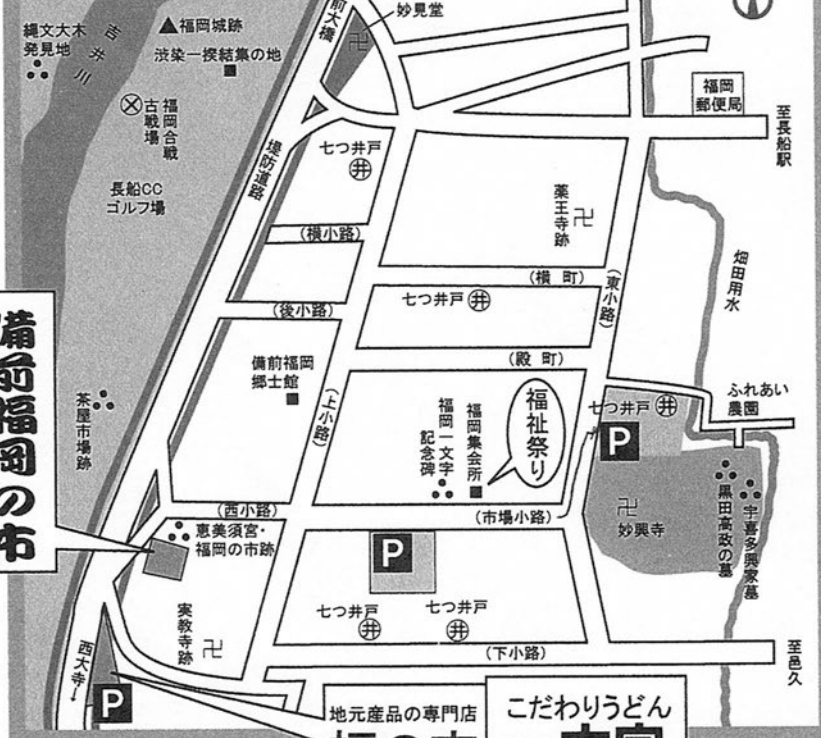 前大橋
妙見堂
縄文大木
発見地
吉井川
福岡城跡
渋染一揆結集の地
福岡合戦
古戦場
長船CC
ゴルフ場
堤防道路
七つ井戸
井
福岡
郵便局
至長船駅
薬王寺跡
(横小路)
(横 町)
(東小路)
畑田用水
七つ井戸
井
(後小路)
(殿 町)
備前福岡
郷土館
(上小路)
福岡一文字
記念碑
福岡集会所
福祉祭り
七つ井戸
井
P
ふれあい
農園
備前福岡の市
茶屋市場跡
(西小路)
(市場小路)
恵美須宮・
福岡の市跡
P
妙興寺
黒田高政の墓
宇喜多興家墓
実教寺跡
七つ井戸
井
七つ井戸
井
(下小路)
至邑久
西大寺↓
P
地元産品の専門店
こだわりうどん